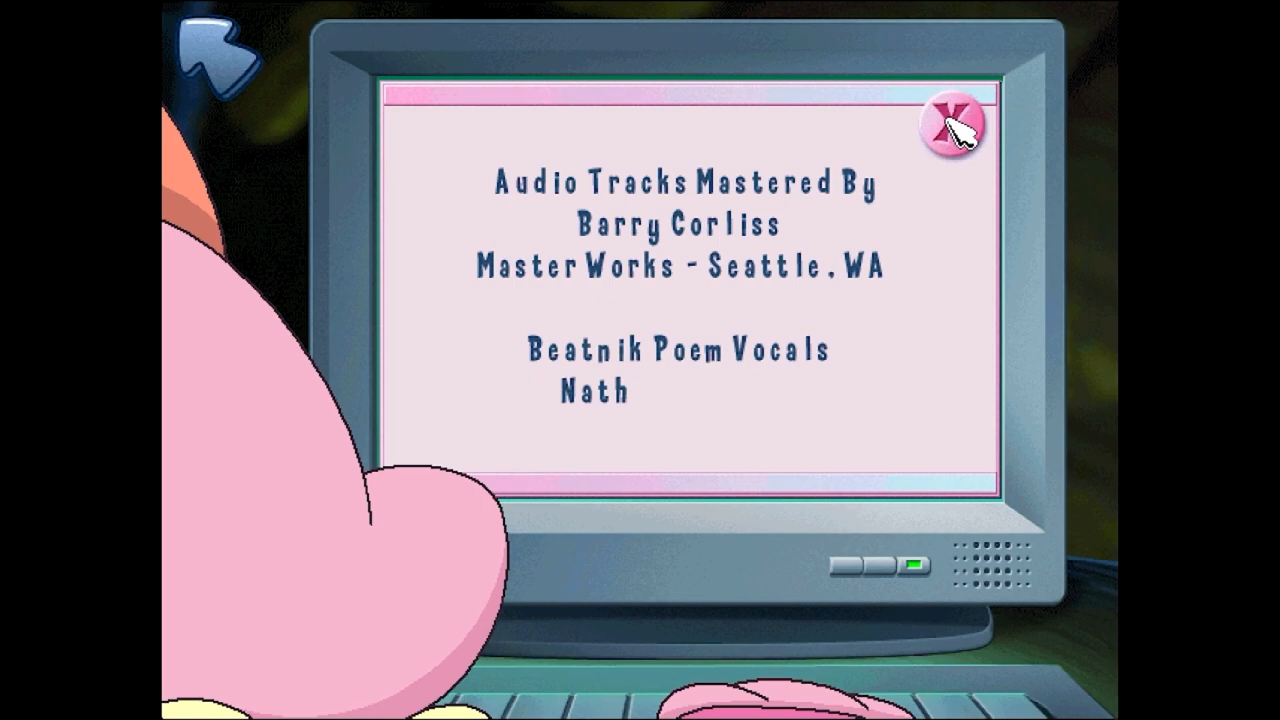 X
Audio Tracks Mastered By
Barry Corliss
Master Works - Seattle, WA
Beatnik Poem Vocals
Nath